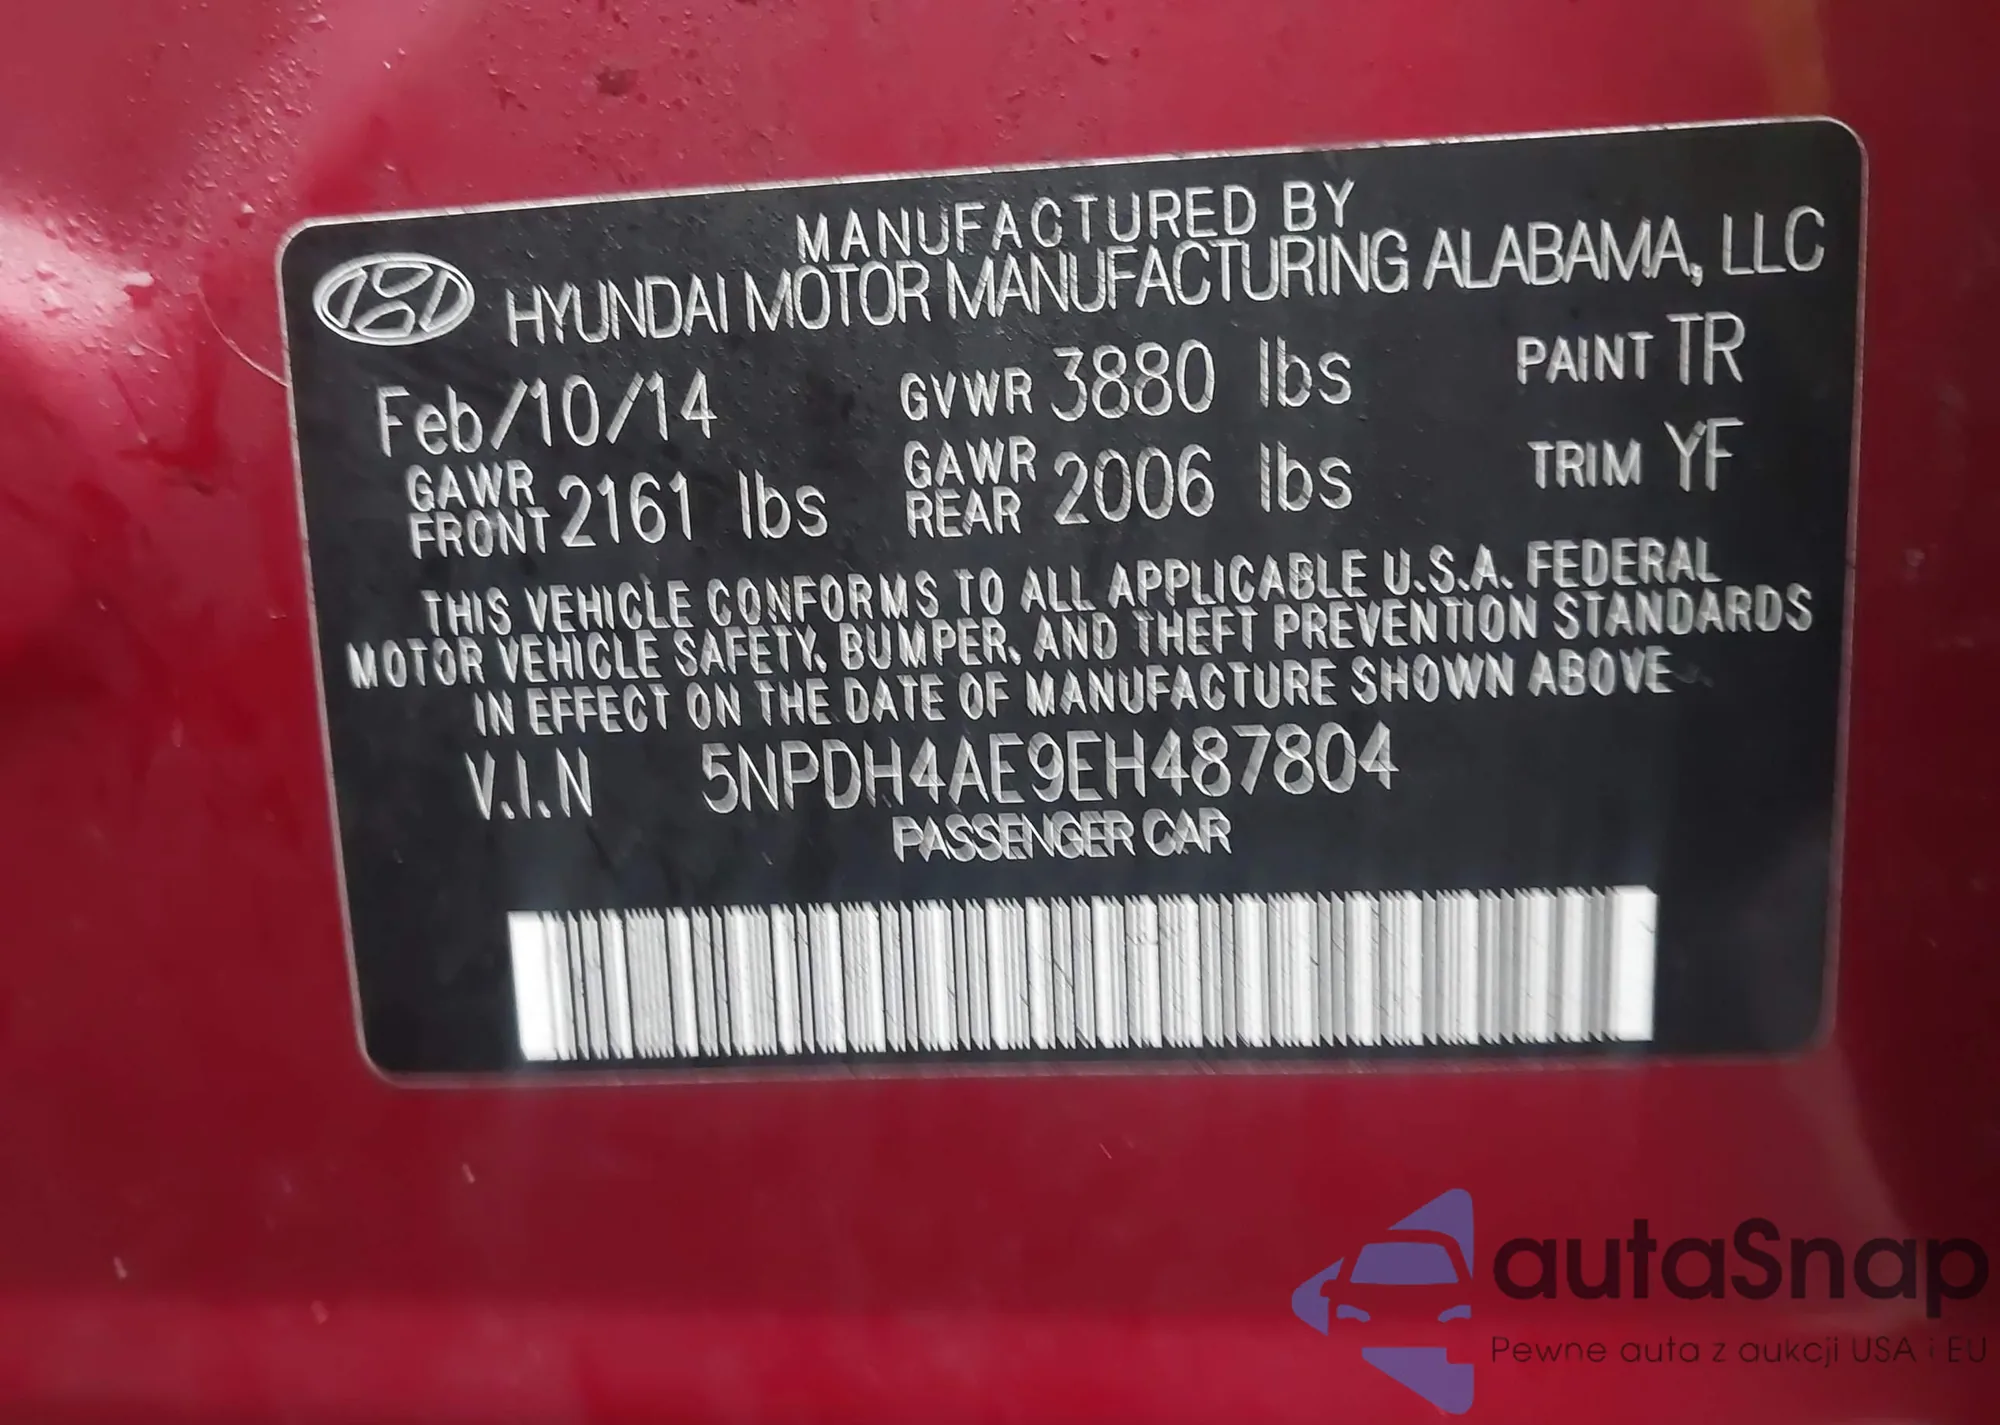 MANUFACTURED BY
HYUNDAI MOTOR MANUFACTURING ALABAMA, LLC
Feb/10/14 GVWR 3880 lbs PAINT TR
GAWR FRONT 2161 lbs GAWR REAR 2006 lbs TRIM YF
THIS VEHICLE CONFORMS TO ALL APPLICABLE U.S.A. FEDERAL
MOTOR VEHICLE SAFETY, BUMPER, AND THEFT PREVENTION STANDARDS
IN EFFECT ON THE DATE OF MANUFACTURE SHOWN ABOVE
V.I.N 5NPDH4AE9EH487804
PASSENGER CAR
autaSnap
Pewne auta z aukcji USA i EU